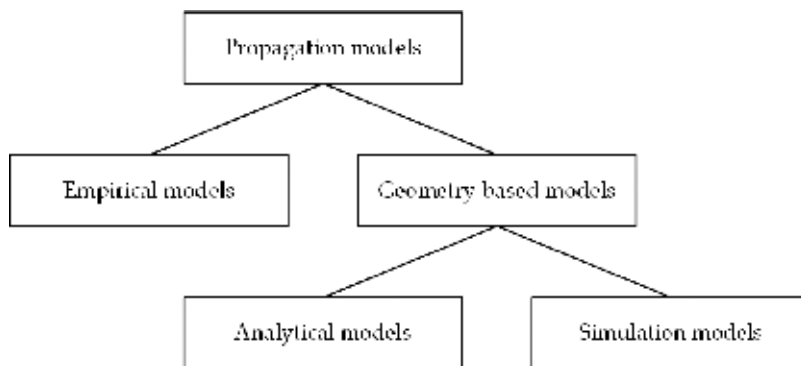 Propagation models
Empirical models
Geometry based models
Analytical models
Simulation models